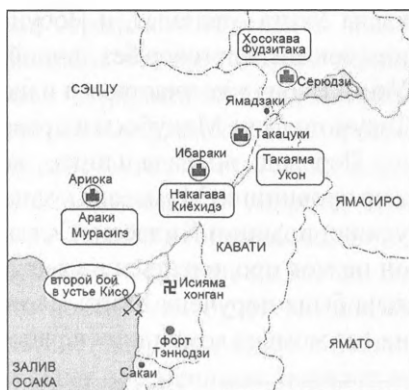 Хосокава
Фудзитака
СЭЦЦУ
Сёрюдзи
Ямадзаки
Такацуки
Ибараки
Такаяма
Укон
Ариока
Накагава
Киёхидэ
Араки
Мурасигэ
ЯМАСИРО
КАВАТИ
второй бой
в устье Кисо
Исияма
хонган
Форт
Тэннодзи
ЯМАТО
ЗАЛИВ
ОСАКА
Сакаи